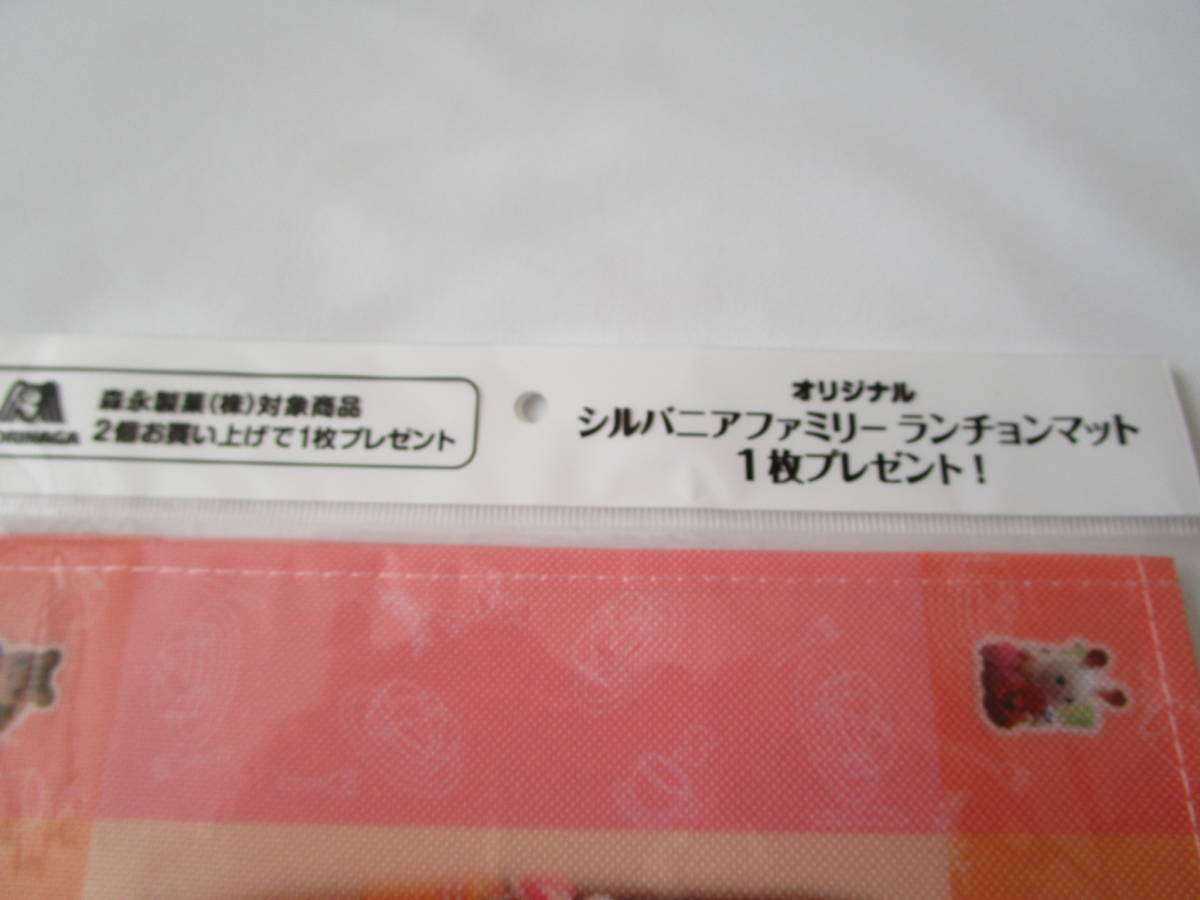 ORINAGA
森永製菓(株)対象商品
2個お買い上げで1枚プレゼント
オリジナル
シルバニアファミリー ランチョンマット
1枚プレゼント!